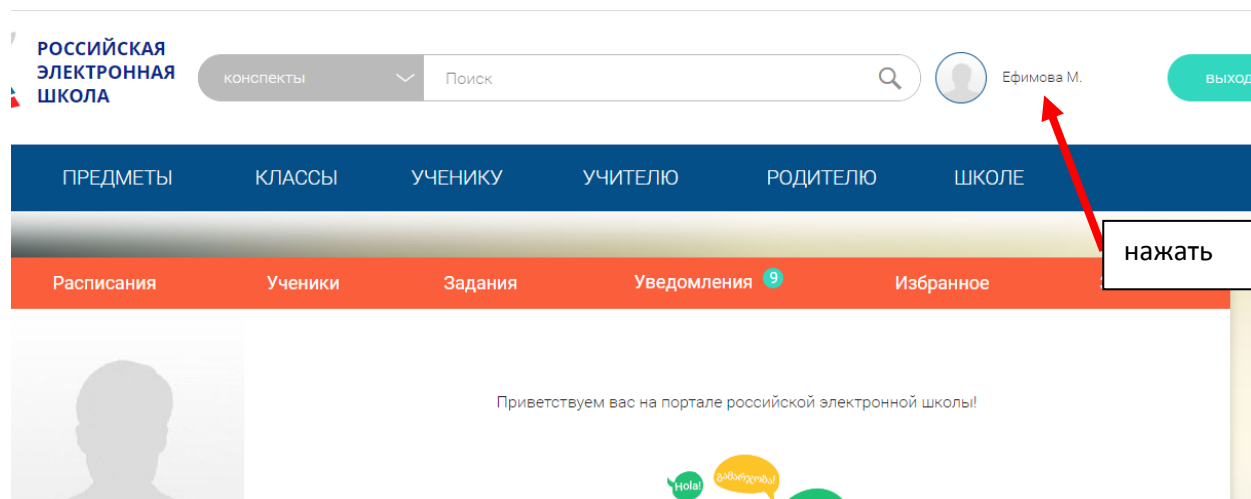 РОССИЙСКАЯ
ЭЛЕКТРОННАЯ
ШКОЛА
конспекты
Поиск
Ефимова М.
выход
ПРЕДМЕТЫ КЛАССЫ УЧЕНИКУ УЧИТЕЛЮ РОДИТЕЛЮ ШКОЛЕ
нажать
Расписания Ученики Задания Уведомления 9 Избранное
Приветствуем вас на портале российской электронной школы!
Hola!
გამარჯობა!